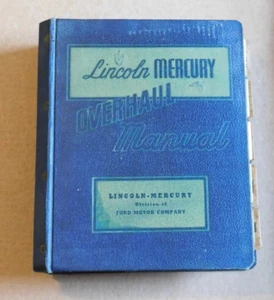 Lincoln MERCURY
OVERHAUL
Manual
LINCOLN-MERCURY
Division of
FORD MOTOR COMPANY